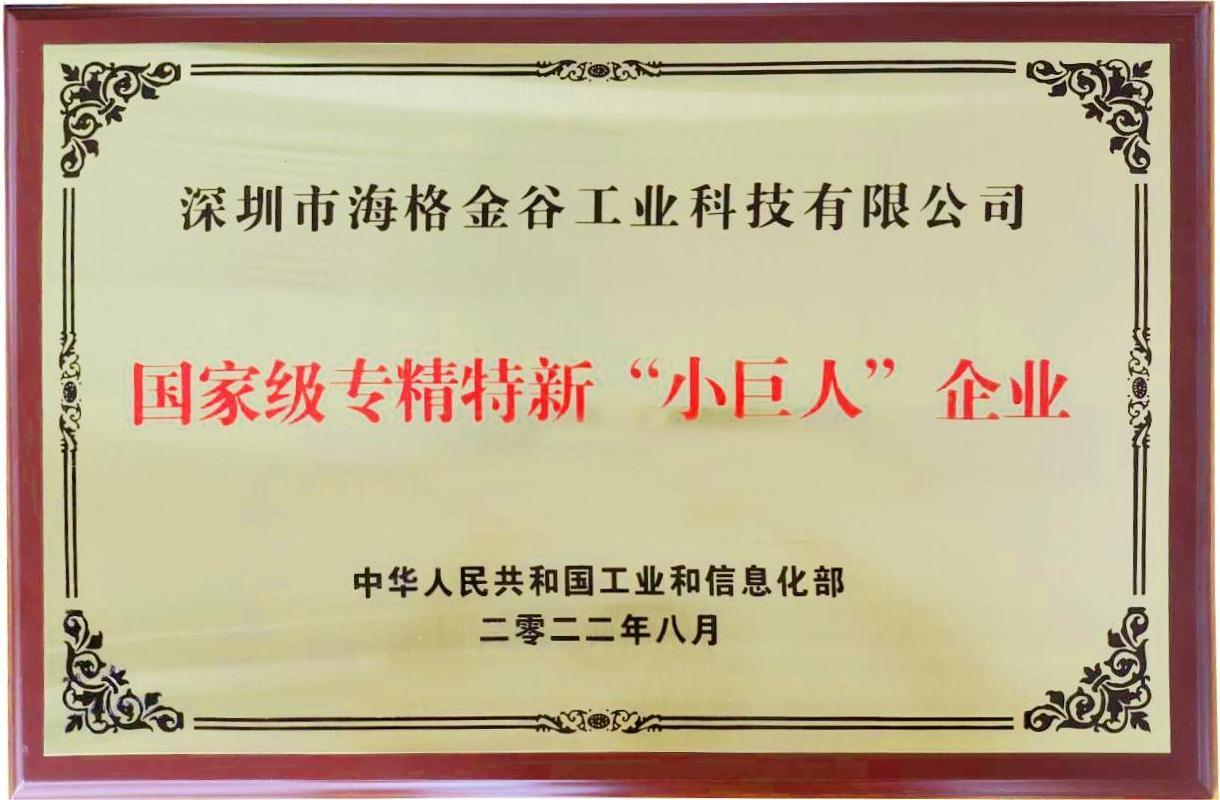 深圳市海格金谷工业科技有限公司
国家级专精特新“小巨人”企业
中华人民共和国工业和信息化部
二零二二年八月